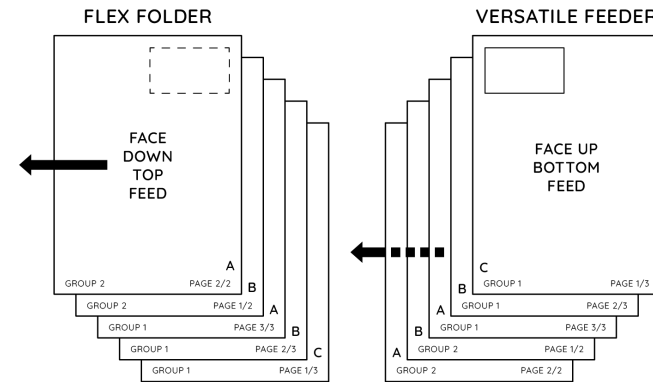 FLEX FOLDER
FACE
DOWN
TOP
FEED
A
GROUP 2 PAGE 2/2
B
GROUP 2 PAGE 1/2
A
GROUP 1 PAGE 3/3
B
GROUP 1 PAGE 2/3
C
GROUP 1 PAGE 1/3
VERSATILE FEEDER
FACE UP
BOTTOM
FEED
C
GROUP 1 PAGE 1/3
B
GROUP 1 PAGE 2/3
A
GROUP 1 PAGE 3/3
B
GROUP 2 PAGE 1/2
A
GROUP 2 PAGE 2/2